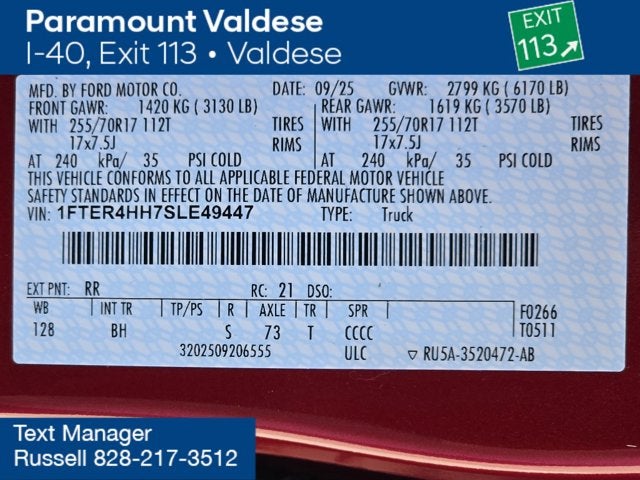 Paramount Valdese
I-40, Exit 113 • Valdese
EXIT
113
MFD. BY FORD MOTOR CO. DATE: 09/25 GVWR: 2799 KG ( 6170 LB)
FRONT GAWR: 1420 KG ( 3130 LB) REAR GAWR: 1619 KG ( 3570 LB)
WITH 255/70R17 112T TIRES WITH 255/70R17 112T TIRES
17x7.5J RIMS 17x7.5J RIMS
AT 240 kPa/ 35 PSI COLD AT 240 kPa/ 35 PSI COLD
THIS VEHICLE CONFORMS TO ALL APPLICABLE FEDERAL MOTOR VEHICLE
SAFETY STANDARDS IN EFFECT ON THE DATE OF MANUFACTURE SHOWN ABOVE.
VIN: 1FTER4HH7SLE49447 TYPE: Truck
EXT PNT: RR RC: 21 DSO:
WB INT TR TP/PS R AXLE TR SPR F0266
128 BH S 73 T CCCC T0511
3202509206555 ULC ▽ RU5A-3520472-AB
Text Manager
Russell 828-217-3512